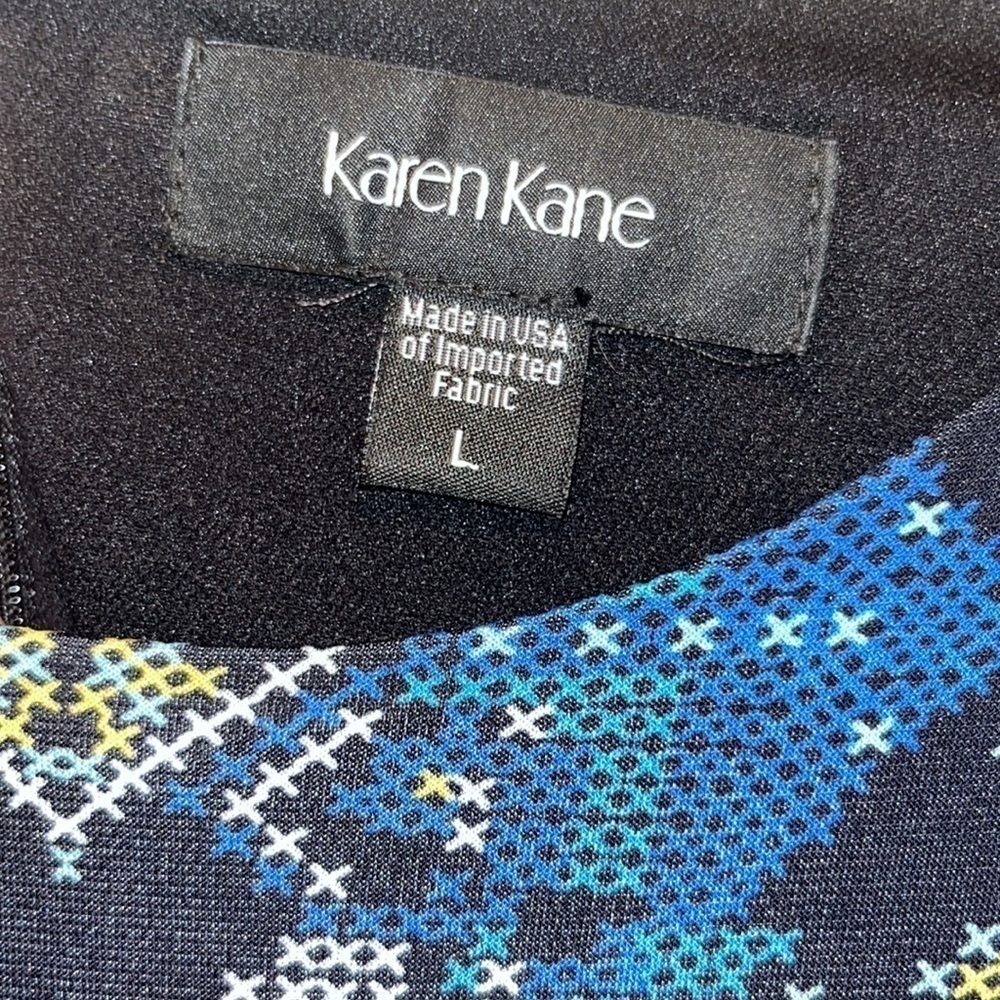 Karen Kane
Made in USA
of Imported
Fabric
L